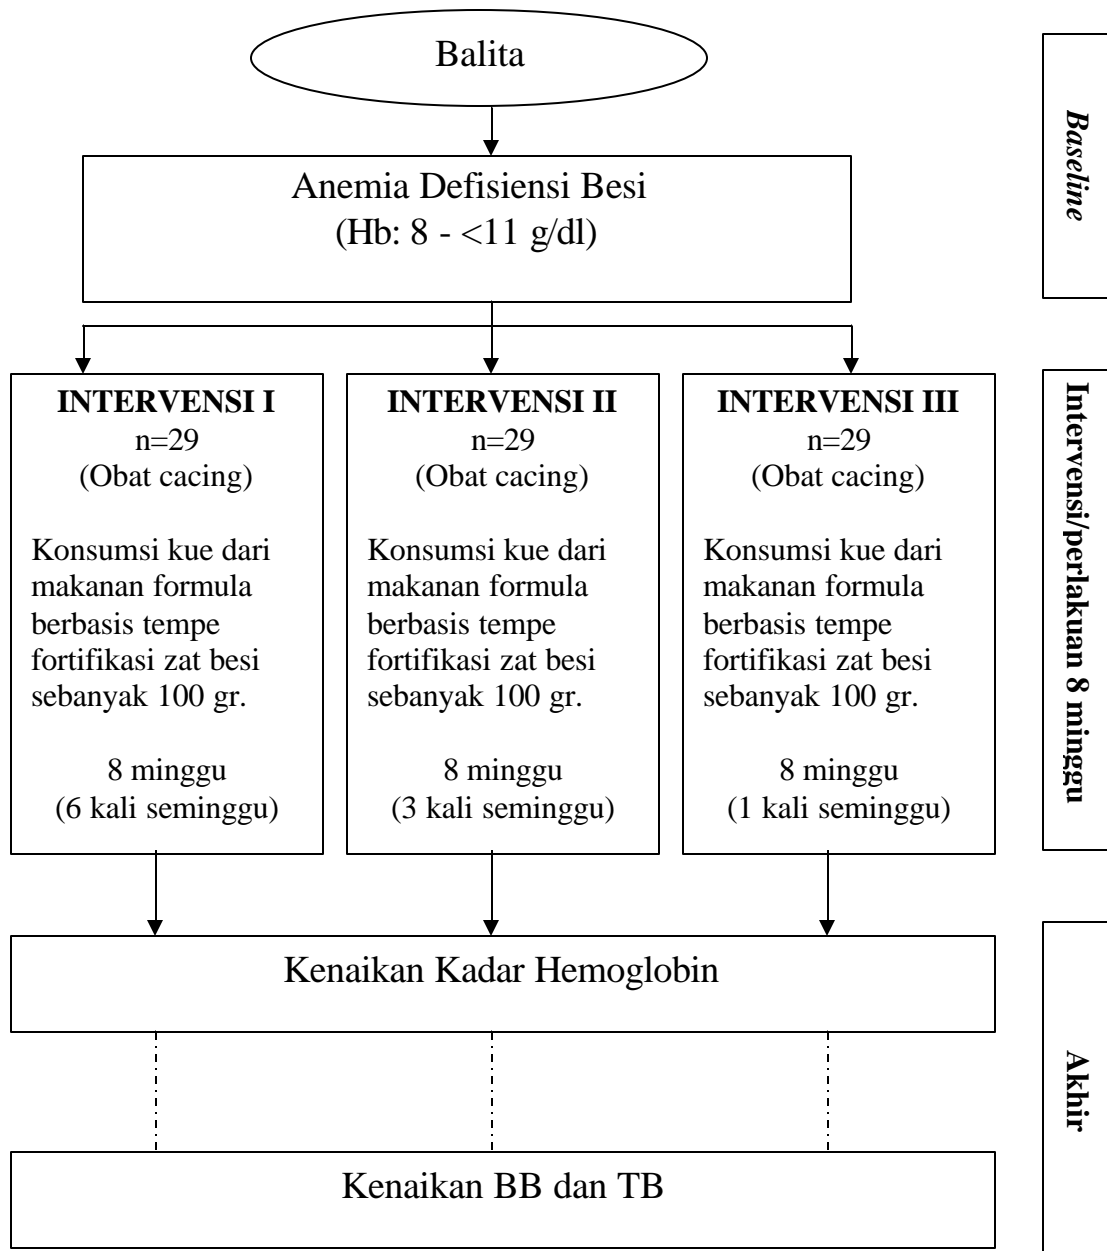 Balita
Baseline
Anemia Defisiensi Besi
(Hb: 8 - <11 g/dl)
INTERVENSI I
n=29
(Obat cacing)
Konsumsi kue dari
makanan formula
berbasis tempe
fortifikasi zat besi
sebanyak 100 gr.
8 minggu
(6 kali seminggu)
INTERVENSI II
n=29
(Obat cacing)
Konsumsi kue dari
makanan formula
berbasis tempe
fortifikasi zat besi
sebanyak 100 gr.
8 minggu
(3 kali seminggu)
INTERVENSI III
n=29
(Obat cacing)
Konsumsi kue dari
makanan formula
berbasis tempe
fortifikasi zat besi
sebanyak 100 gr.
8 minggu
(1 kali seminggu)
Intervensi/perlakuan 8 minggu
Kenaikan Kadar Hemoglobin
Akhir
Kenaikan BB dan TB